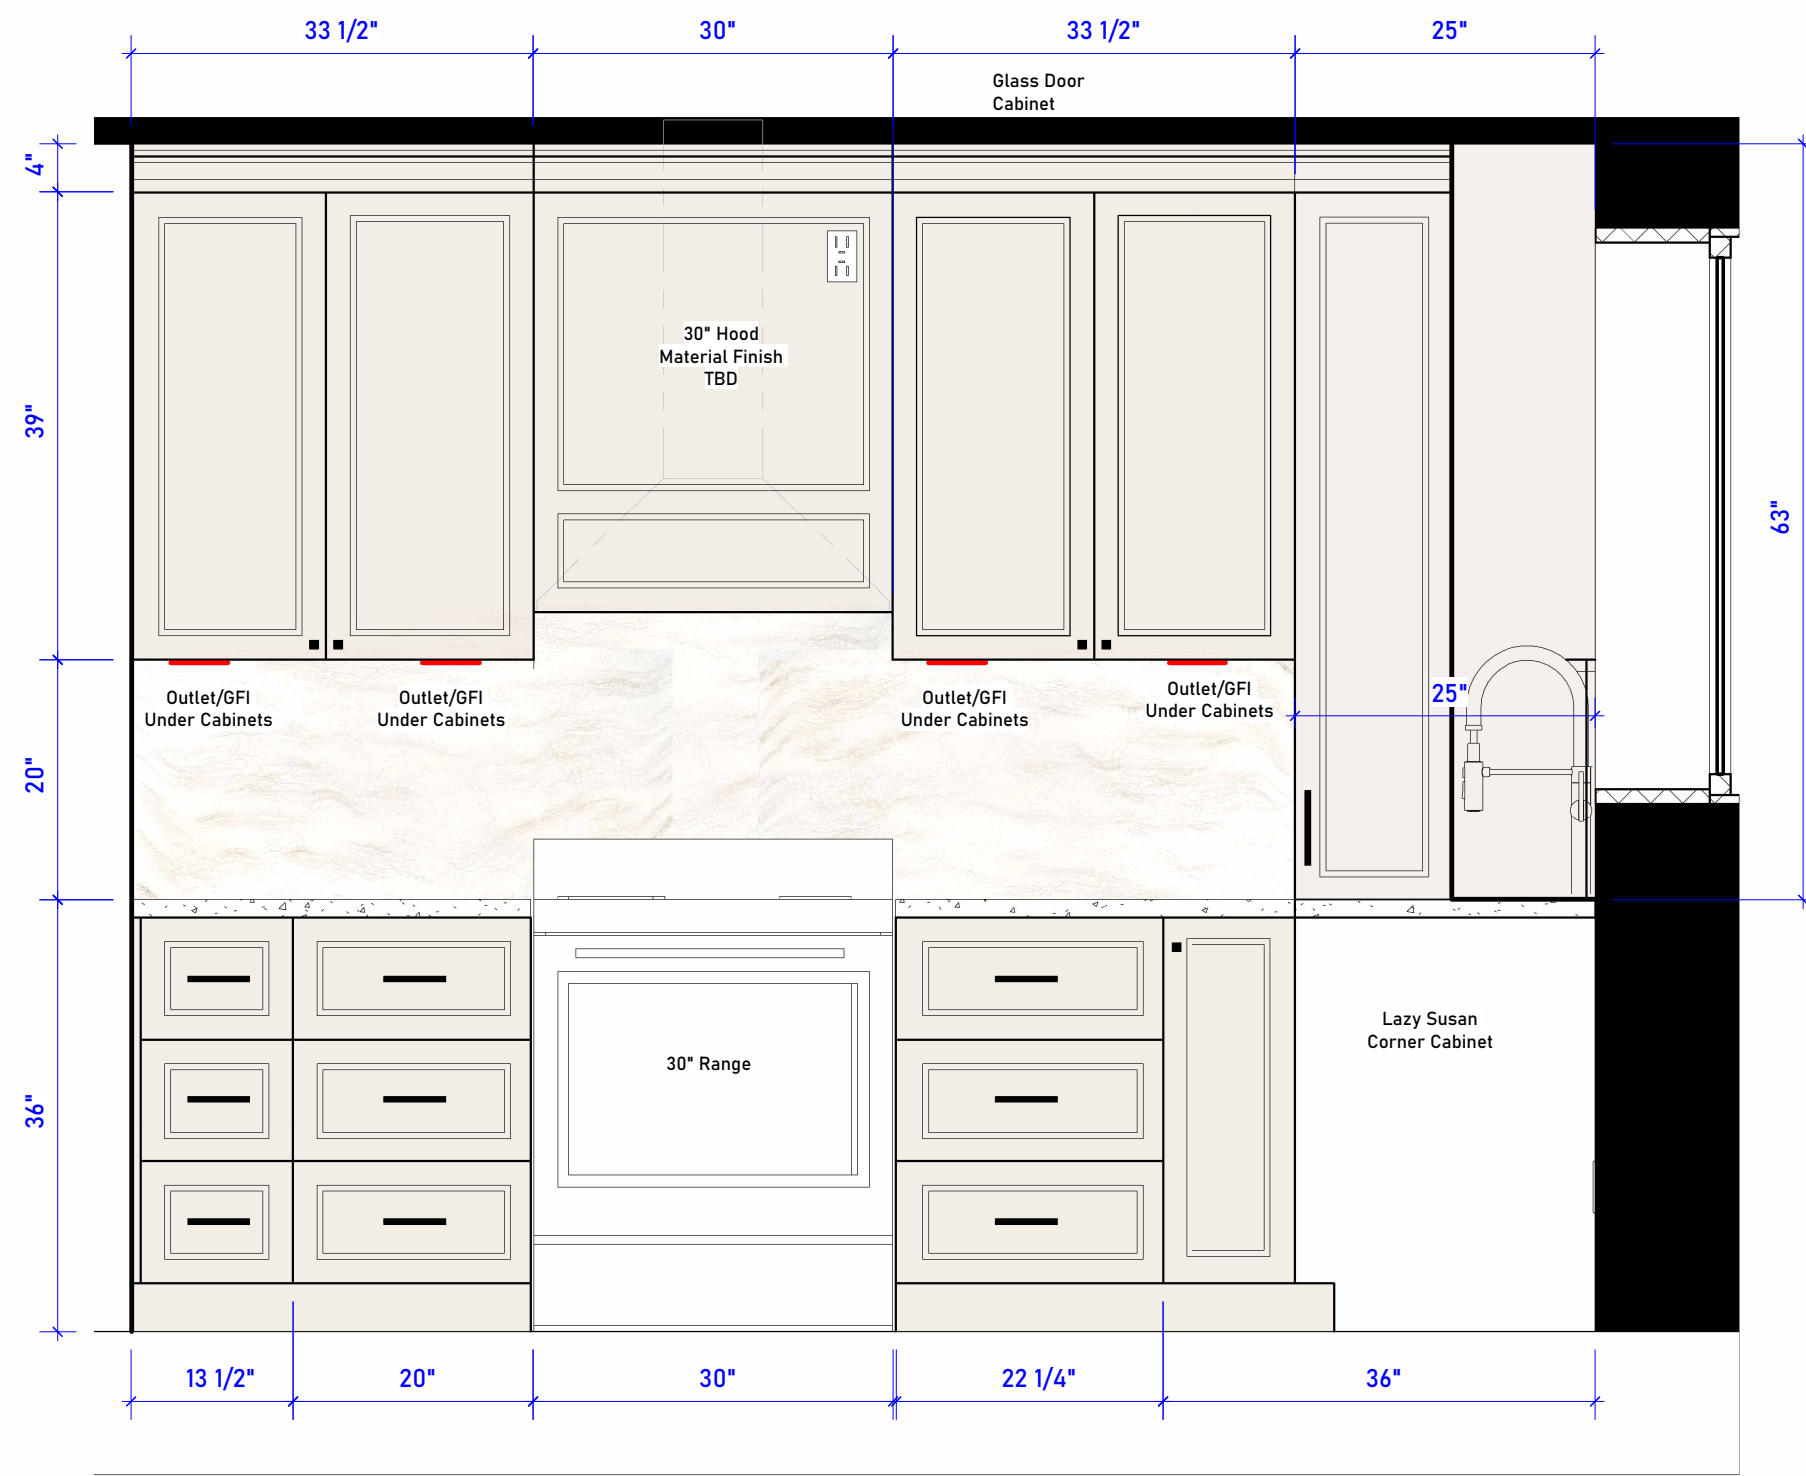 33 1/2"
30"
33 1/2"
25"
Glass Door
Cabinet
4"
39"
30" Hood
Material Finish
TBD
63"
Outlet/GFI
Under Cabinets
Outlet/GFI
Under Cabinets
Outlet/GFI
Under Cabinets
Outlet/GFI
Under Cabinets
25"
20"
36"
30" Range
Lazy Susan
Corner Cabinet
13 1/2"
20"
30"
22 1/4"
36"